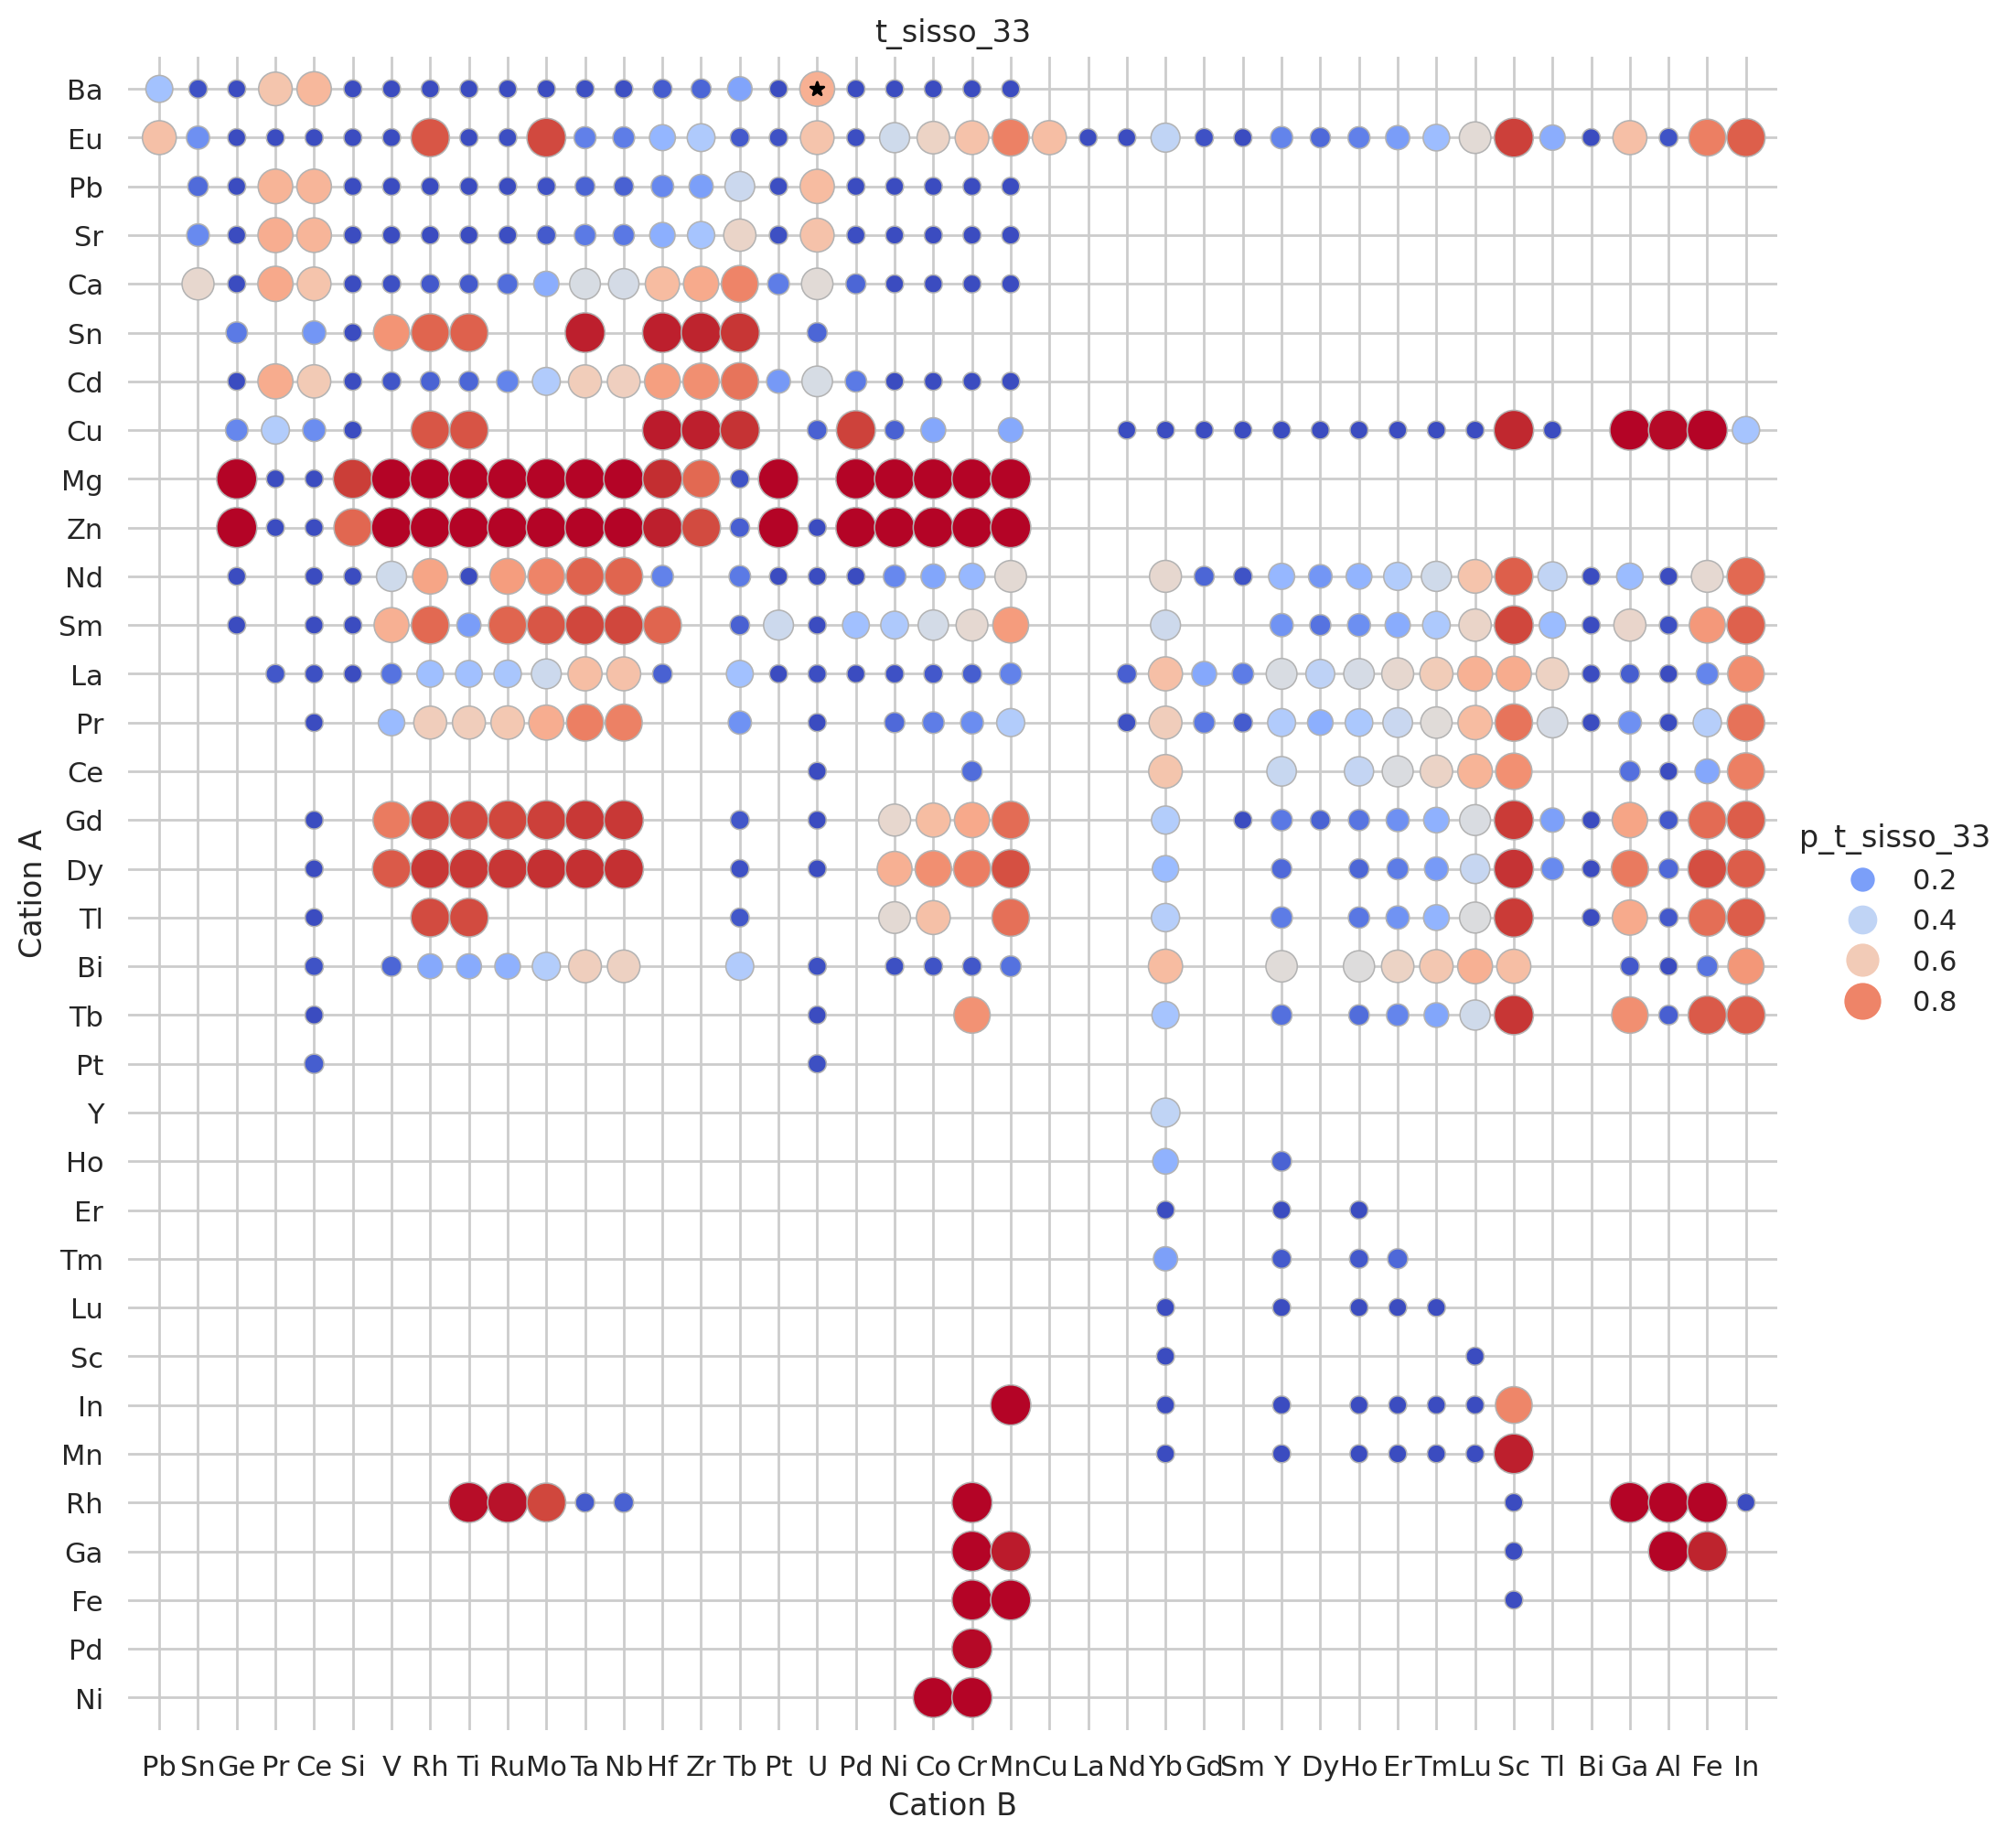 t_sisso_33
Ba
Eu
Pb
Sr
Ca
Sn
Cd
Cu
Mg
Zn
Nd
Sm
La
Pr
Ce
Gd
Dy
Tl
Bi
Tb
Pt
Y
Ho
Er
Tm
Lu
Sc
In
Mn
Rh
Ga
Fe
Pd
Ni
Cation A
Pb Sn Ge Pr Ce Si V Rh Ti Ru Mo Ta Nb Hf Zr Tb Pt U Pd Ni Co Cr Mn Cu La Nd Yb Gd Sm Y Dy Ho Er Tm Lu Sc Tl Bi Ga Al Fe In
Cation B
p_t_sisso_33
0.2
0.4
0.6
0.8